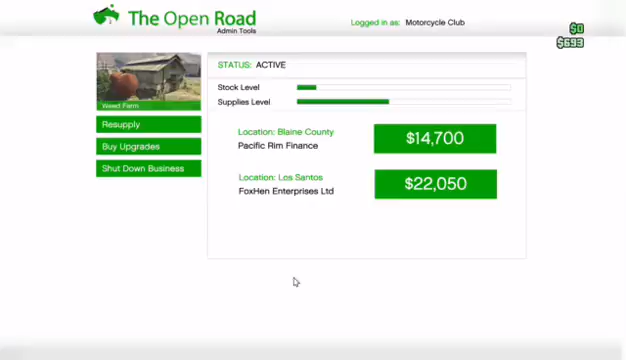 The Open Road
Admin Tools
Logged in as: Motorcycle Club
$0
$693
Weed Farm
Resupply
Buy Upgrades
Shut Down Business
STATUS: ACTIVE
Stock Level
Supplies Level
Location: Blaine County
Pacific Rim Finance
$14,700
Location: Los Santos
FoxHen Enterprises Ltd
$22,050